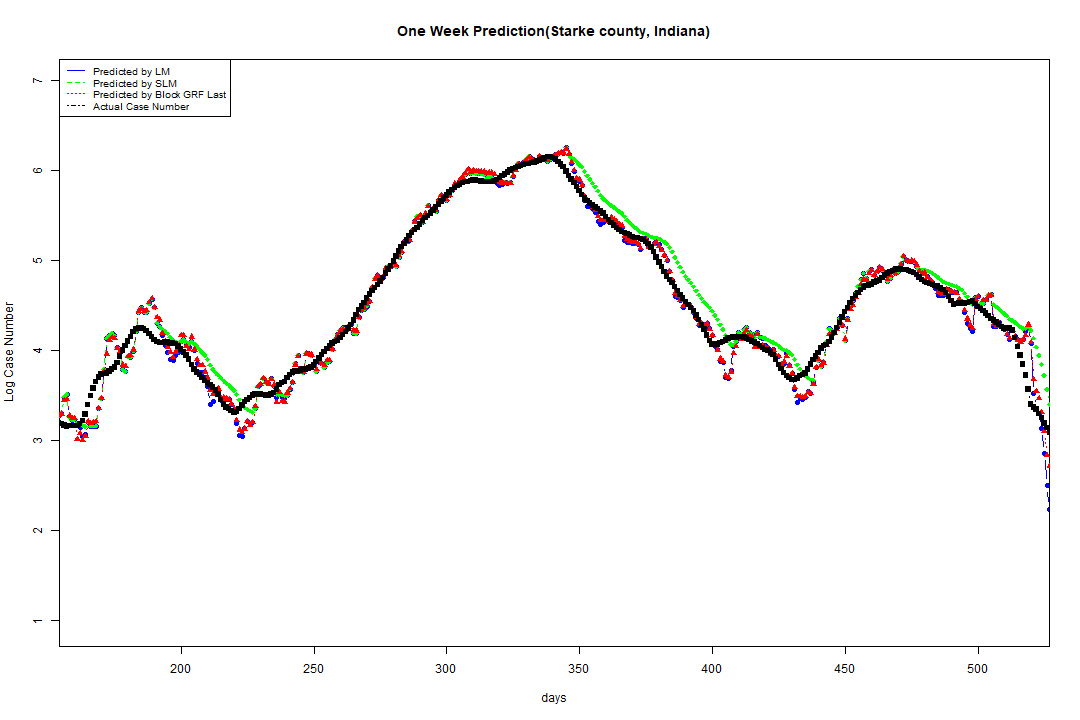 One Week Prediction(Starke county, Indiana)
Predicted by LM
Predicted by SLM
Predicted by Block GRF Last
Actual Case Number
7
6
5
4
3
2
1
Log Case Number
200 250 300 350 400 450 500
days